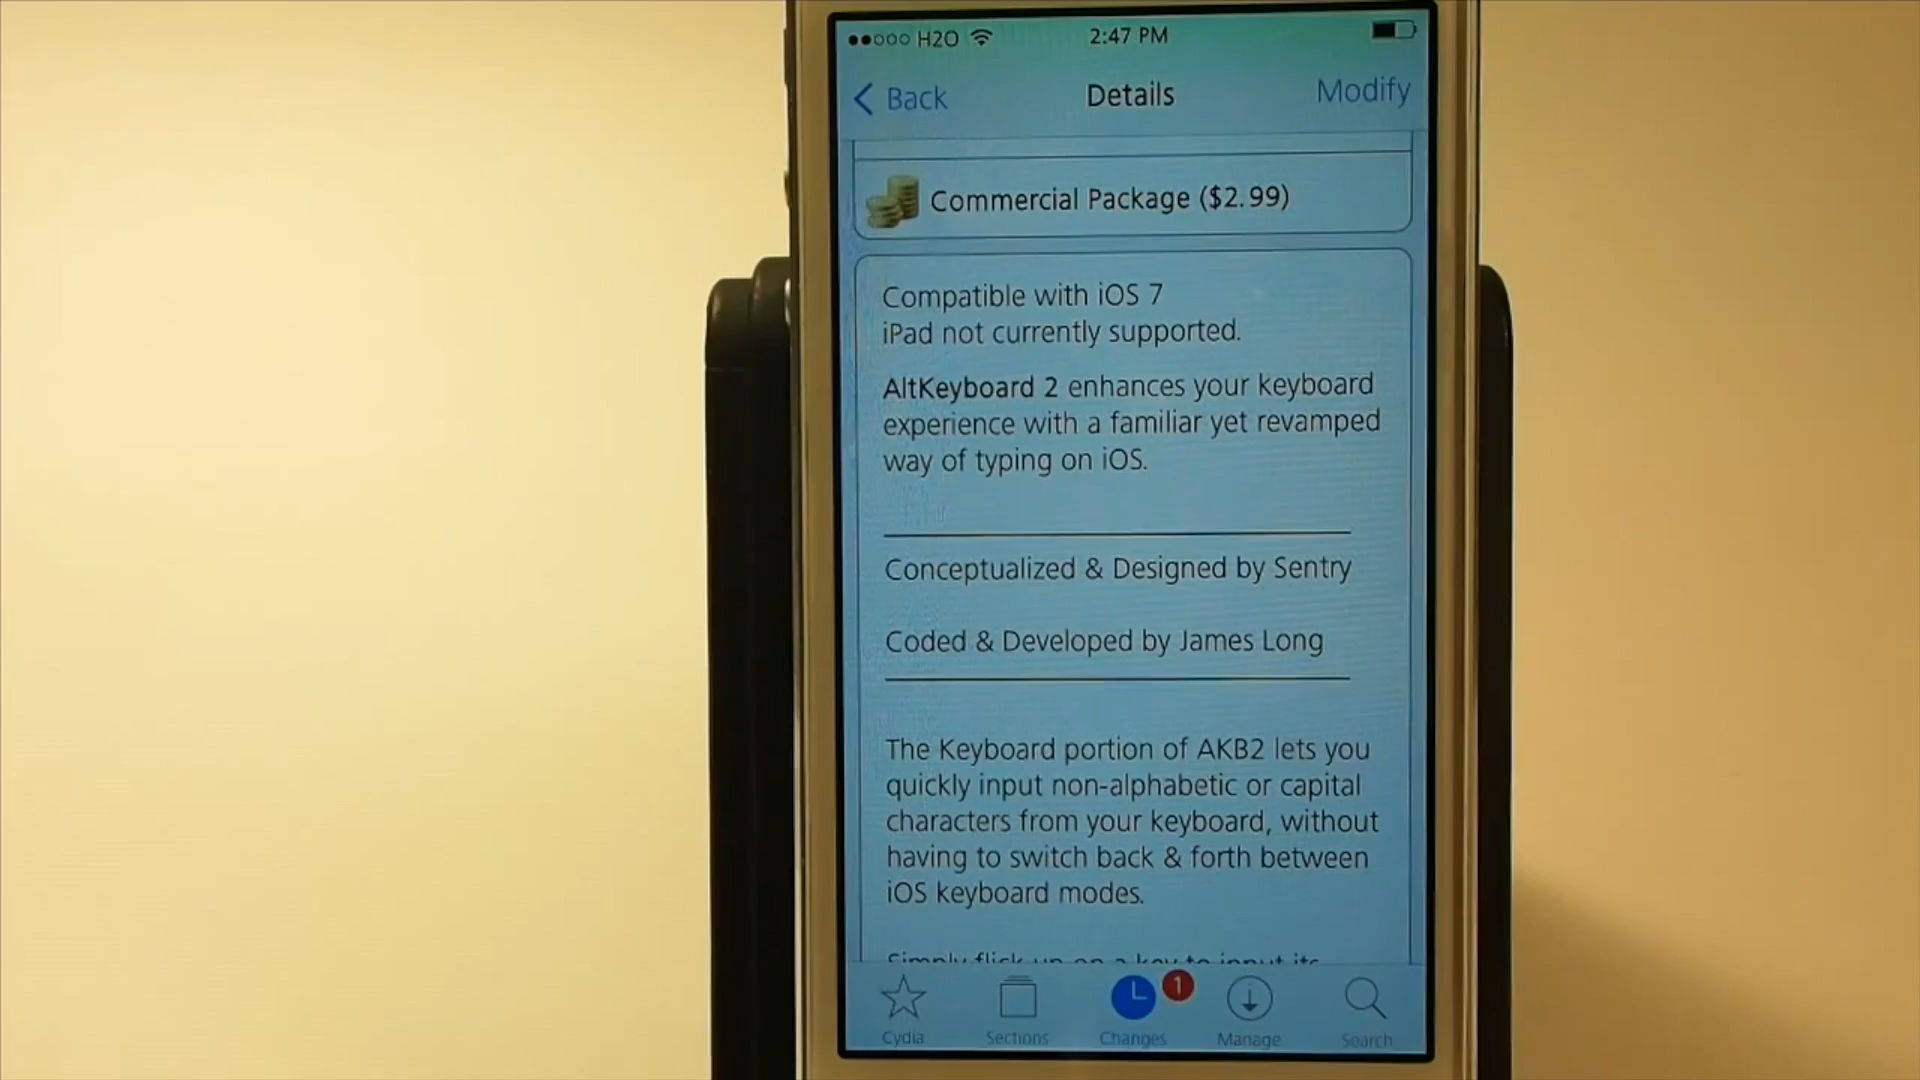 H2O 2:47 PM
Back Details Modify
Commercial Package ($2.99)
Compatible with iOS 7
iPad not currently supported.
AltKeyboard 2 enhances your keyboard
experience with a familiar yet revamped
way of typing on iOS.
Conceptualized & Designed by Sentry
Coded & Developed by James Long
The Keyboard portion of AKB2 lets you
quickly input non-alphabetic or capital
characters from your keyboard, without
having to switch back & forth between
iOS keyboard modes.
Simply flick up on a key to input its
1
Cydia Sections Changes Manage Search